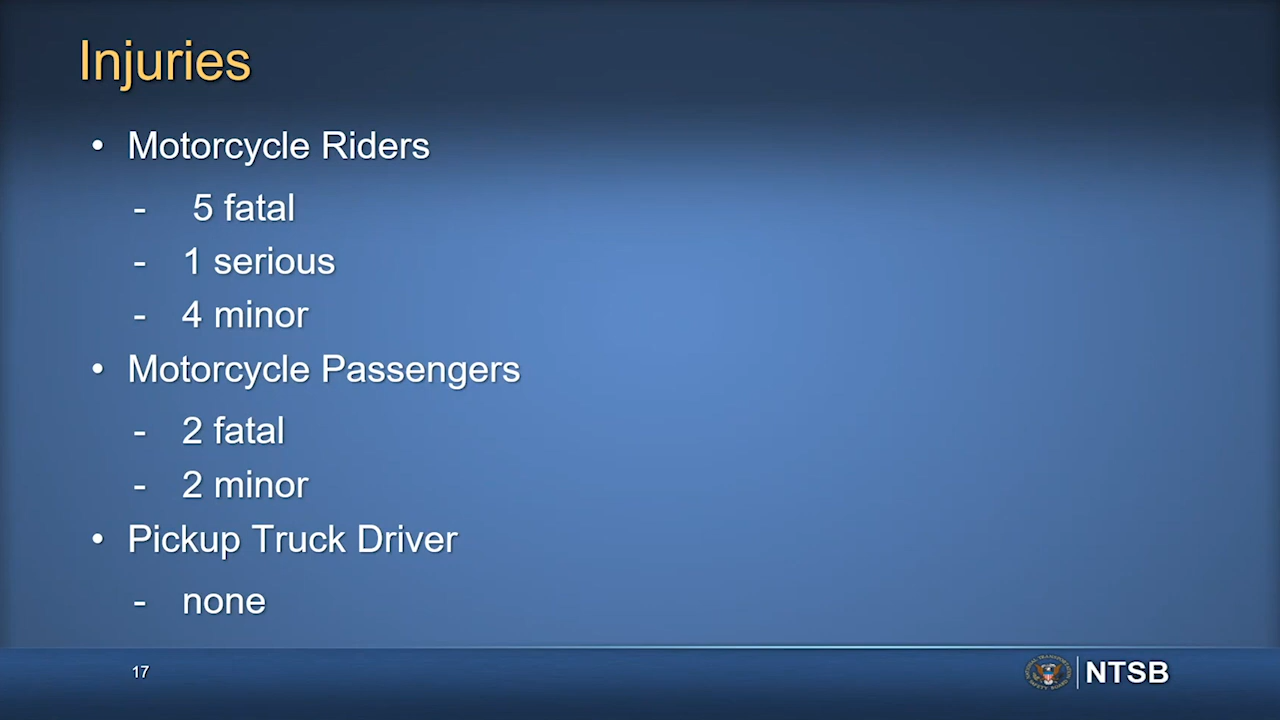 Injuries
• Motorcycle Riders
- 5 fatal
- 1 serious
- 4 minor
• Motorcycle Passengers
- 2 fatal
- 2 minor
• Pickup Truck Driver
- none
17
NTSB